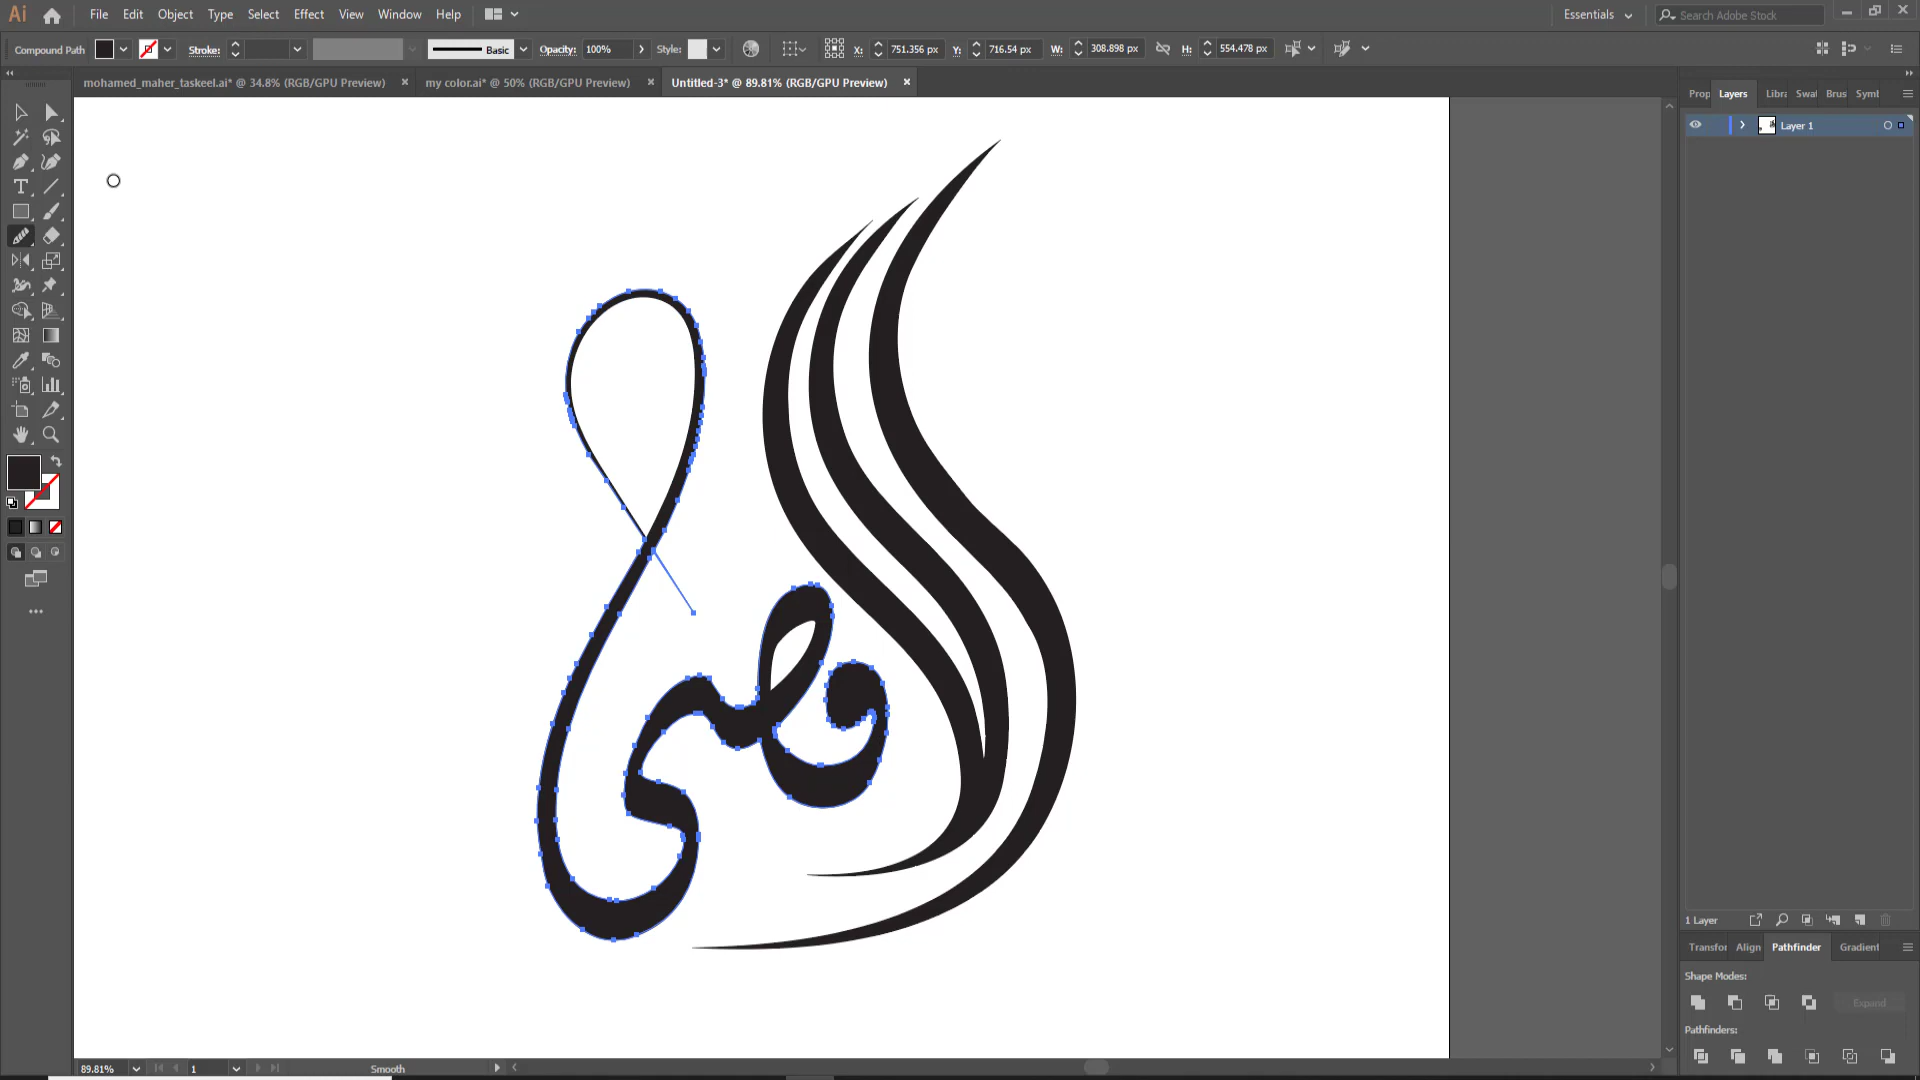 Ai File Edit Object Type Select Effect View Window Help Essentials Search Adobe Stock
Compound Path Stroke: Basic Opacity: 100% Style: X: 751.356 px Y: 716.54 px W: 308.898 px H: 554.478 px
mohamed_maher_taskeel.ai* @ 34.8% (RGB/GPU Preview) × my color.ai* @ 50% (RGB/GPU Preview) × Untitled-3* @ 89.81% (RGB/GPU Preview) ×
Prop Layers Libra Swat Brus Symb
Layer 1
1 Layer
Transfor Align Pathfinder Gradient
Shape Modes:
Expand
Pathfinders:
89.81% 1 Smooth